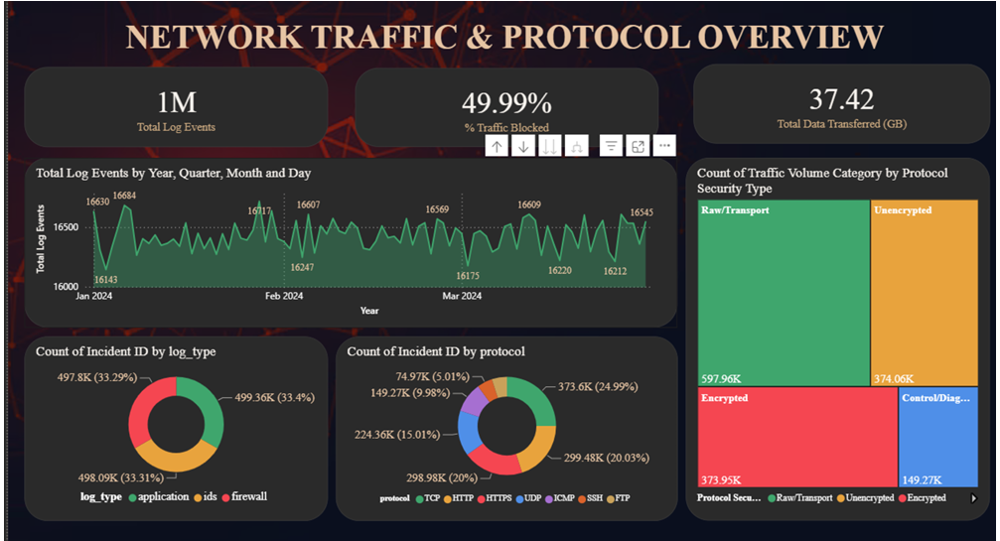 NETWORK TRAFFIC & PROTOCOL OVERVIEW
1M
Total Log Events
49.99%
% Traffic Blocked
37.42
Total Data Transferred (GB)
Total Log Events by Year, Quarter, Month and Day
Total Log Events
16500
16000
16630
16684
16143
16717
16607
16247
16569
16175
16609
16220
16212
16545
Jan 2024
Feb 2024
Mar 2024
Year
Count of Traffic Volume Category by Protocol
Security Type
Raw/Transport
597.96K
Unencrypted
374.06K
Encrypted
373.95K
Control/Diag...
149.27K
Protocol Secu... Raw/Transport Unencrypted Encrypted
Count of Incident ID by log_type
497.8K (33.29%)
499.36K (33.4%)
498.09K (33.31%)
log_type application ids firewall
Count of Incident ID by protocol
74.97K (5.01%)
149.27K (9.98%)
224.36K (15.01%)
298.98K (20%)
373.6K (24.99%)
299.48K (20.03%)
protocol TCP HTTP HTTPS UDP ICMP SSH FTP